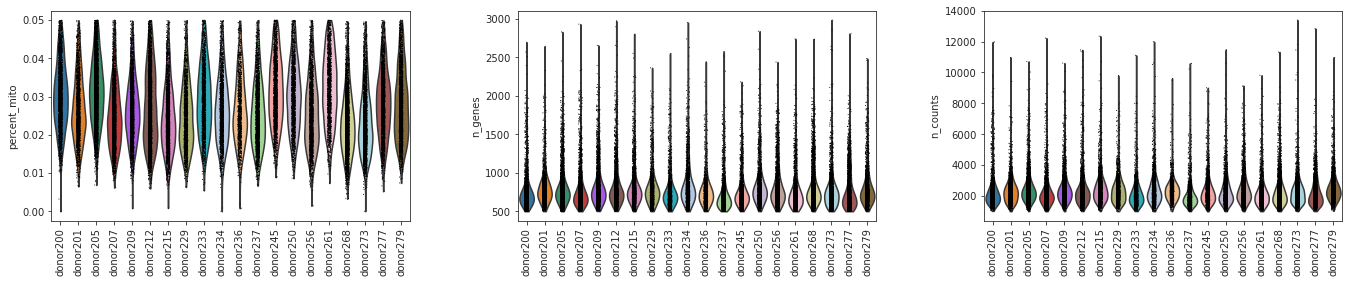 percent_mito
0.05
0.04
0.03
0.02
0.01
0.00
donor200
donor201
donor205
donor207
donor209
donor212
donor215
donor229
donor233
donor234
donor236
donor237
donor245
donor250
donor256
donor261
donor268
donor273
donor277
donor279
n_genes
3000
2500
2000
1500
1000
500
donor200
donor201
donor205
donor207
donor209
donor212
donor215
donor229
donor233
donor234
donor236
donor237
donor245
donor250
donor256
donor261
donor268
donor273
donor277
donor279
n_counts
14000
12000
10000
8000
6000
4000
2000
donor200
donor201
donor205
donor207
donor209
donor212
donor215
donor229
donor233
donor234
donor236
donor237
donor245
donor250
donor256
donor261
donor268
donor273
donor277
donor279